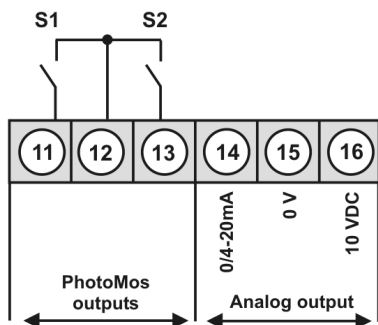 S1 S2
11 12 13 14 15 16
0/4-20mA
0 V
10 VDC
PhotoMos
outputs
Analog output